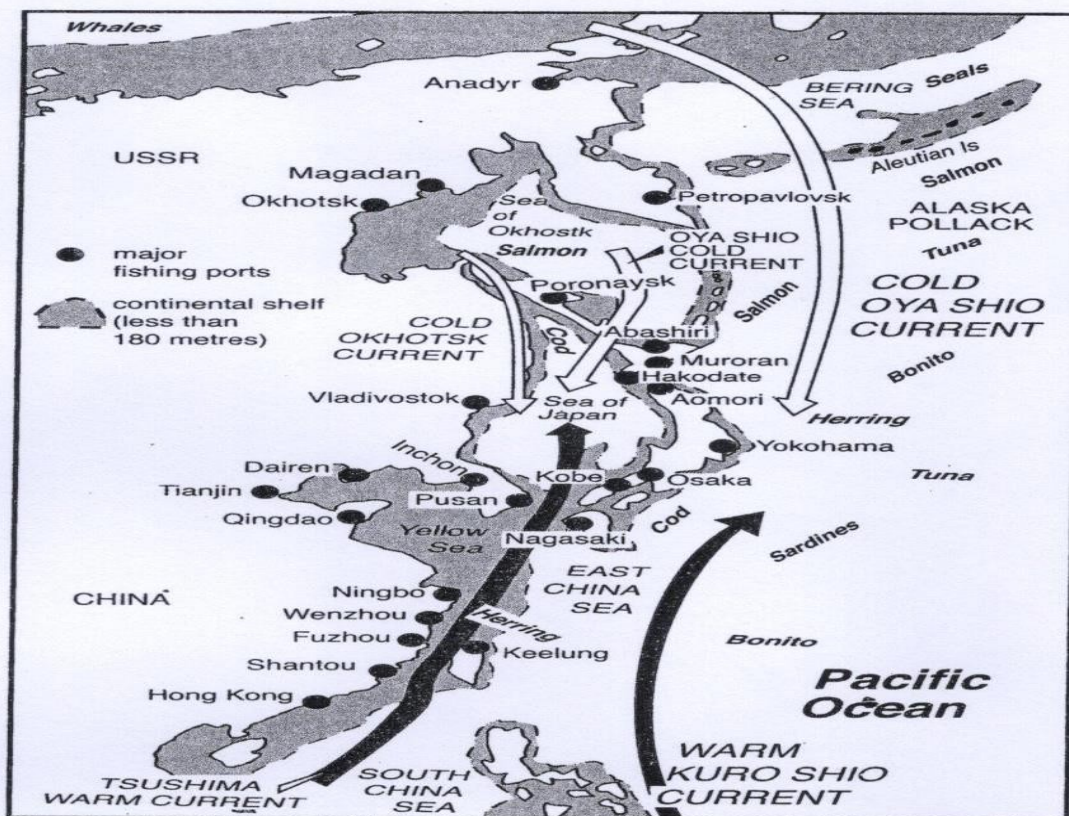 Whales
Anadyr
BERING
SEA
Seals
USSR
Aleutian Is
Magadan
Salmon
Okhotsk
Petropavlovsk
Sea
of
Okhostk
ALASKA
POLLACK
Salmon
OYA SHIO
COLD
CURRENT
Tuna
major
fishing ports
continental shelf
(less than
180 metres)
Poronaysk
Salmon
COLD
OYA SHIO
CURRENT
COLD
OKHOTSK
CURRENT
Cod
Abashiri
Muroran
Hakodate
Aomori
Bonito
Vladivostok
Sea of
Japan
Herring
Yokohama
Inchon
Dairen
Kobe
Osaka
Tuna
Tianjin
Pusan
Qingdao
Cod
Yellow
Sea
Nagasaki
Sardines
EAST
CHINA
SEA
CHINA
Ningbo
Wenzhou
Herring
Fuzhou
Keelung
Bonito
Shantou
Hong Kong
Pacific
Ocean
TSUSHIMA
WARM CURRENT
SOUTH
CHINA
SEA
WARM
KURO SHIO
CURRENT